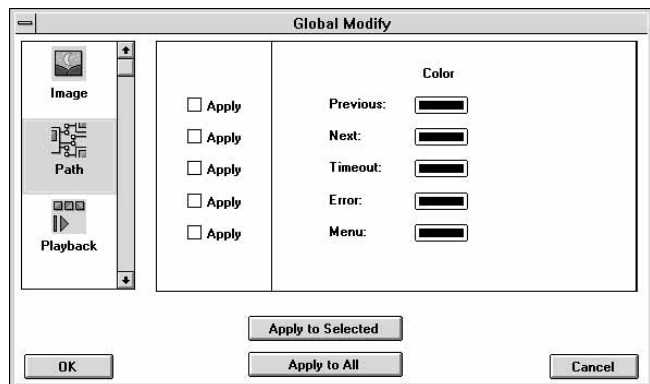 Global Modify
Image
Path
Playback
Color
Apply Previous:
Apply Next:
Apply Timeout:
Apply Error:
Apply Menu:
Apply to Selected
OK Apply to All Cancel